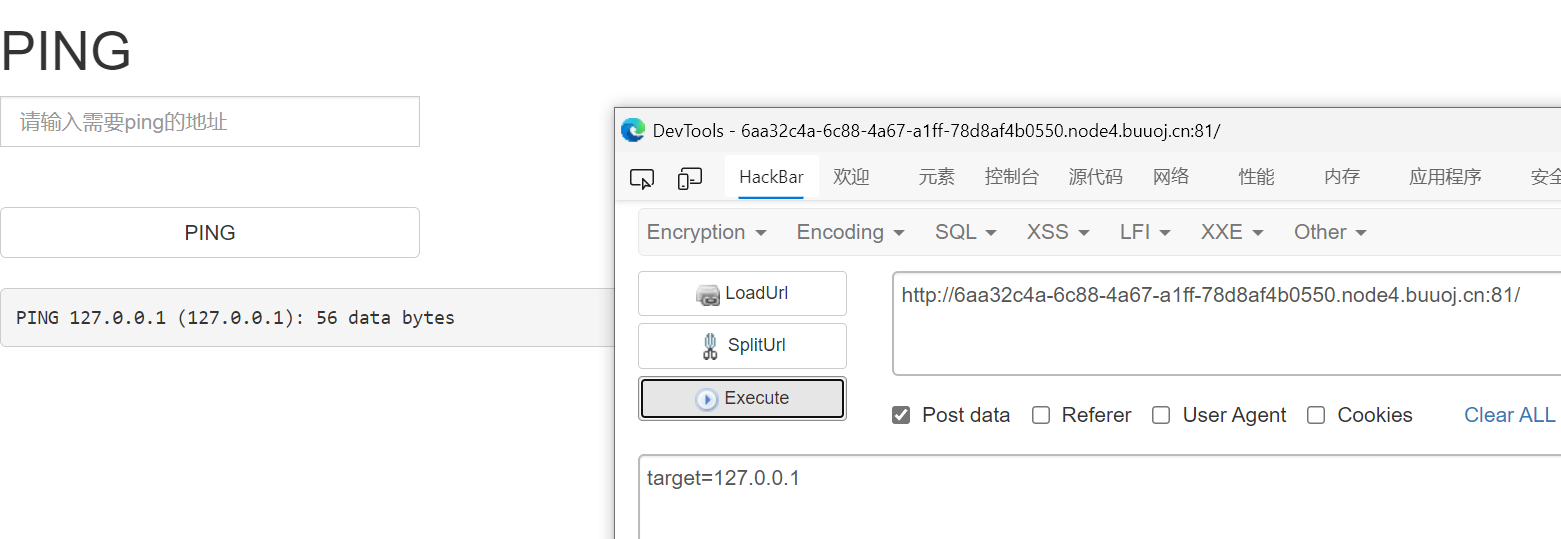 PING
请输入需要ping的地址
PING
PING 127.0.0.1 (127.0.0.1): 56 data bytes
DevTools - 6aa32c4a-6c88-4a67-a1ff-78d8af4b0550.node4.buuoj.cn:81/
HackBar 欢迎 元素 控制台 源代码 网络 性能 内存 应用程序 安全
Encryption Encoding SQL XSS LFI XXE Other
LoadUrl
http://6aa32c4a-6c88-4a67-a1ff-78d8af4b0550.node4.buuoj.cn:81/
SplitUrl
Execute
Post data Referer User Agent Cookies Clear ALL
target=127.0.0.1